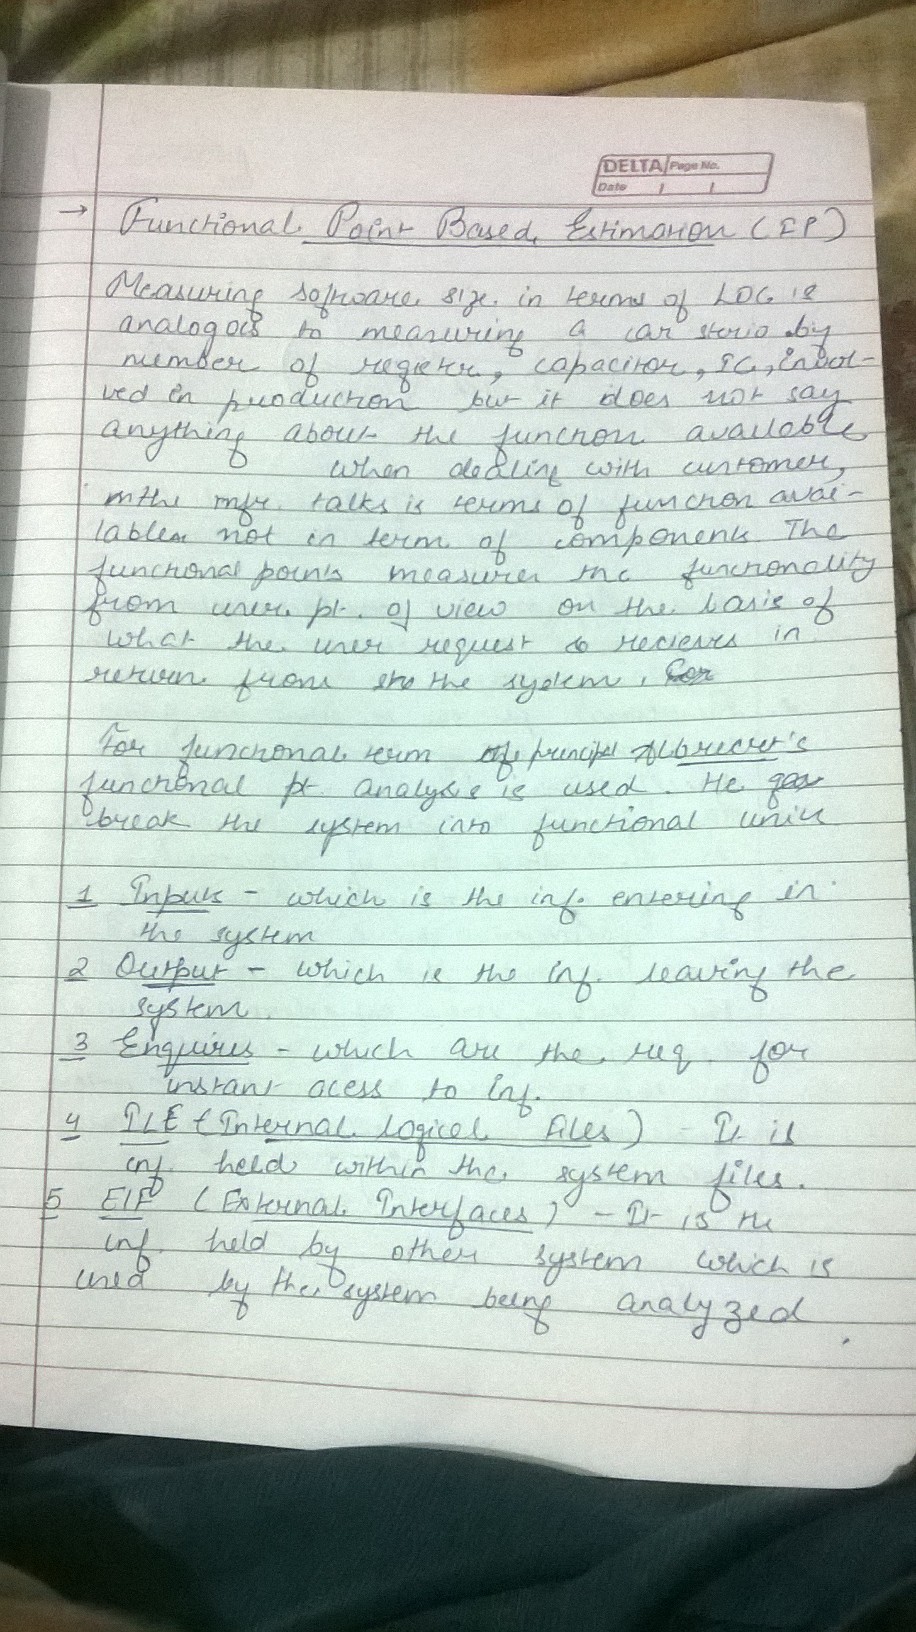 DELTA Page No.
Date / /
→ Functional Point Based Estimation (FP)
Measuring software size in terms of LOC is
analogous to measuring a car sterio by
number of register, capacitor, IC, invol-
ved in production but it does not say
anything about the function available
When dealing with customer,
the mfr. talks is terms of function avai-
lable not in term of components. The
functional points measures the functionality
from user pt. of view on the basis of
what the user request & recieves in
return from the system.
For functional term principal Albrecht's
functional pt. analysis is used. He
break the system into functional units
1 Inputs - which is the inf. entering in
the system
2 Output - which is the inf. leaving the
system.
3 Enquires - which are the req. for
instant acess to inf.
4 ILF (Internal Logical Files) - It is
inf. held within the system files.
5 EIF (External Interfaces) - It is the
inf. held by other system which is
used by the system being analyzed.